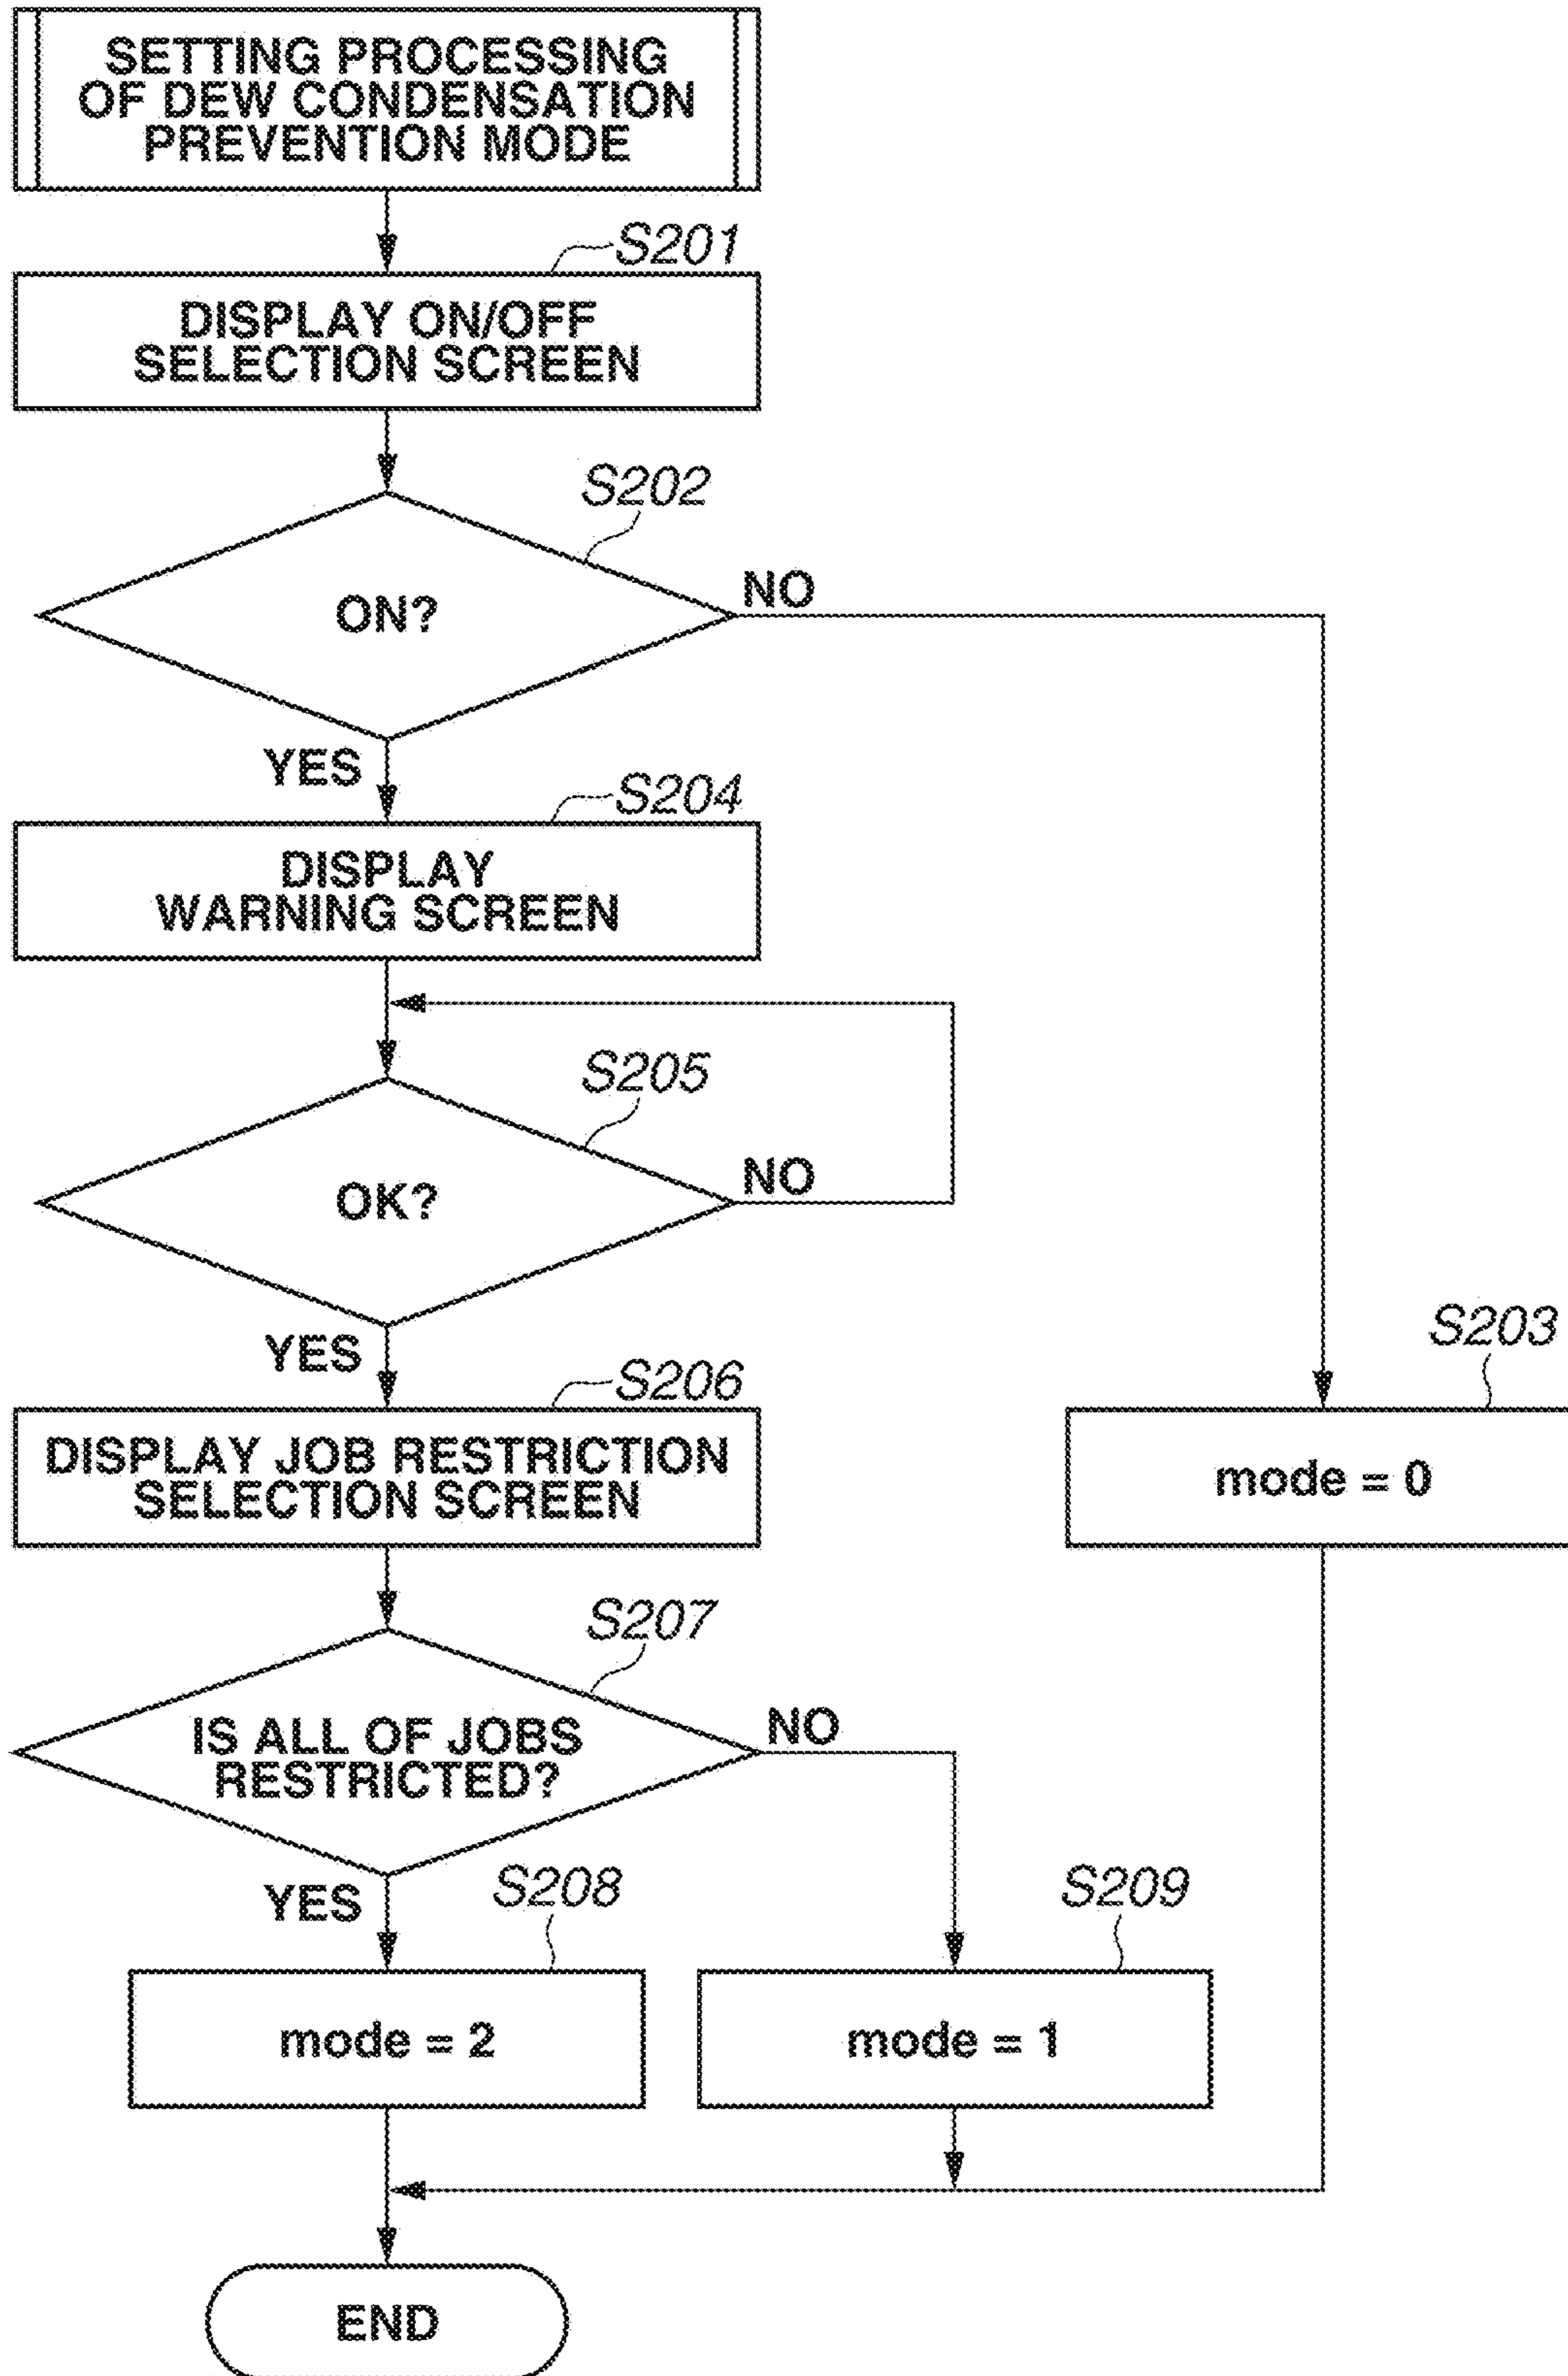 SETTING PROCESSING
OF DEW CONDENSATION
PREVENTION MODE
S201
DISPLAY ON/OFF
SELECTION SCREEN
S202
ON?
NO
YES
S204
DISPLAY
WARNING SCREEN
S205
OK?
NO
YES
S206
DISPLAY JOB RESTRICTION
SELECTION SCREEN
S203
mode = 0
S207
IS ALL OF JOBS
RESTRICTED?
NO
YES
S208
mode = 2
S209
mode = 1
END